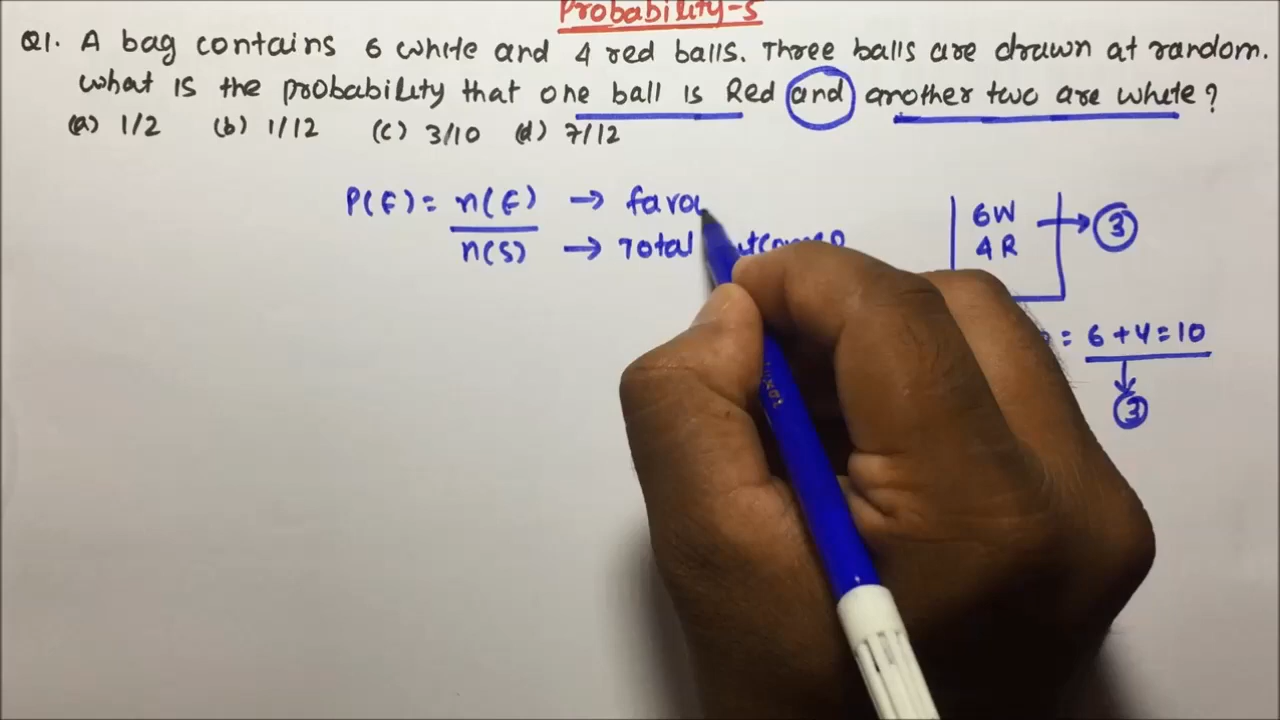 Probability-5
Q1. A bag contains 6 white and 4 red balls. Three balls are drawn at random.
What is the probability that one ball is Red and another two are white?
(a) 1/2 (b) 1/12 (c) 3/10 (d) 7/12
P(E) = n(E) → favou
n(S) → Total outcomes
6W
4R → 3
= 6+4=10
3